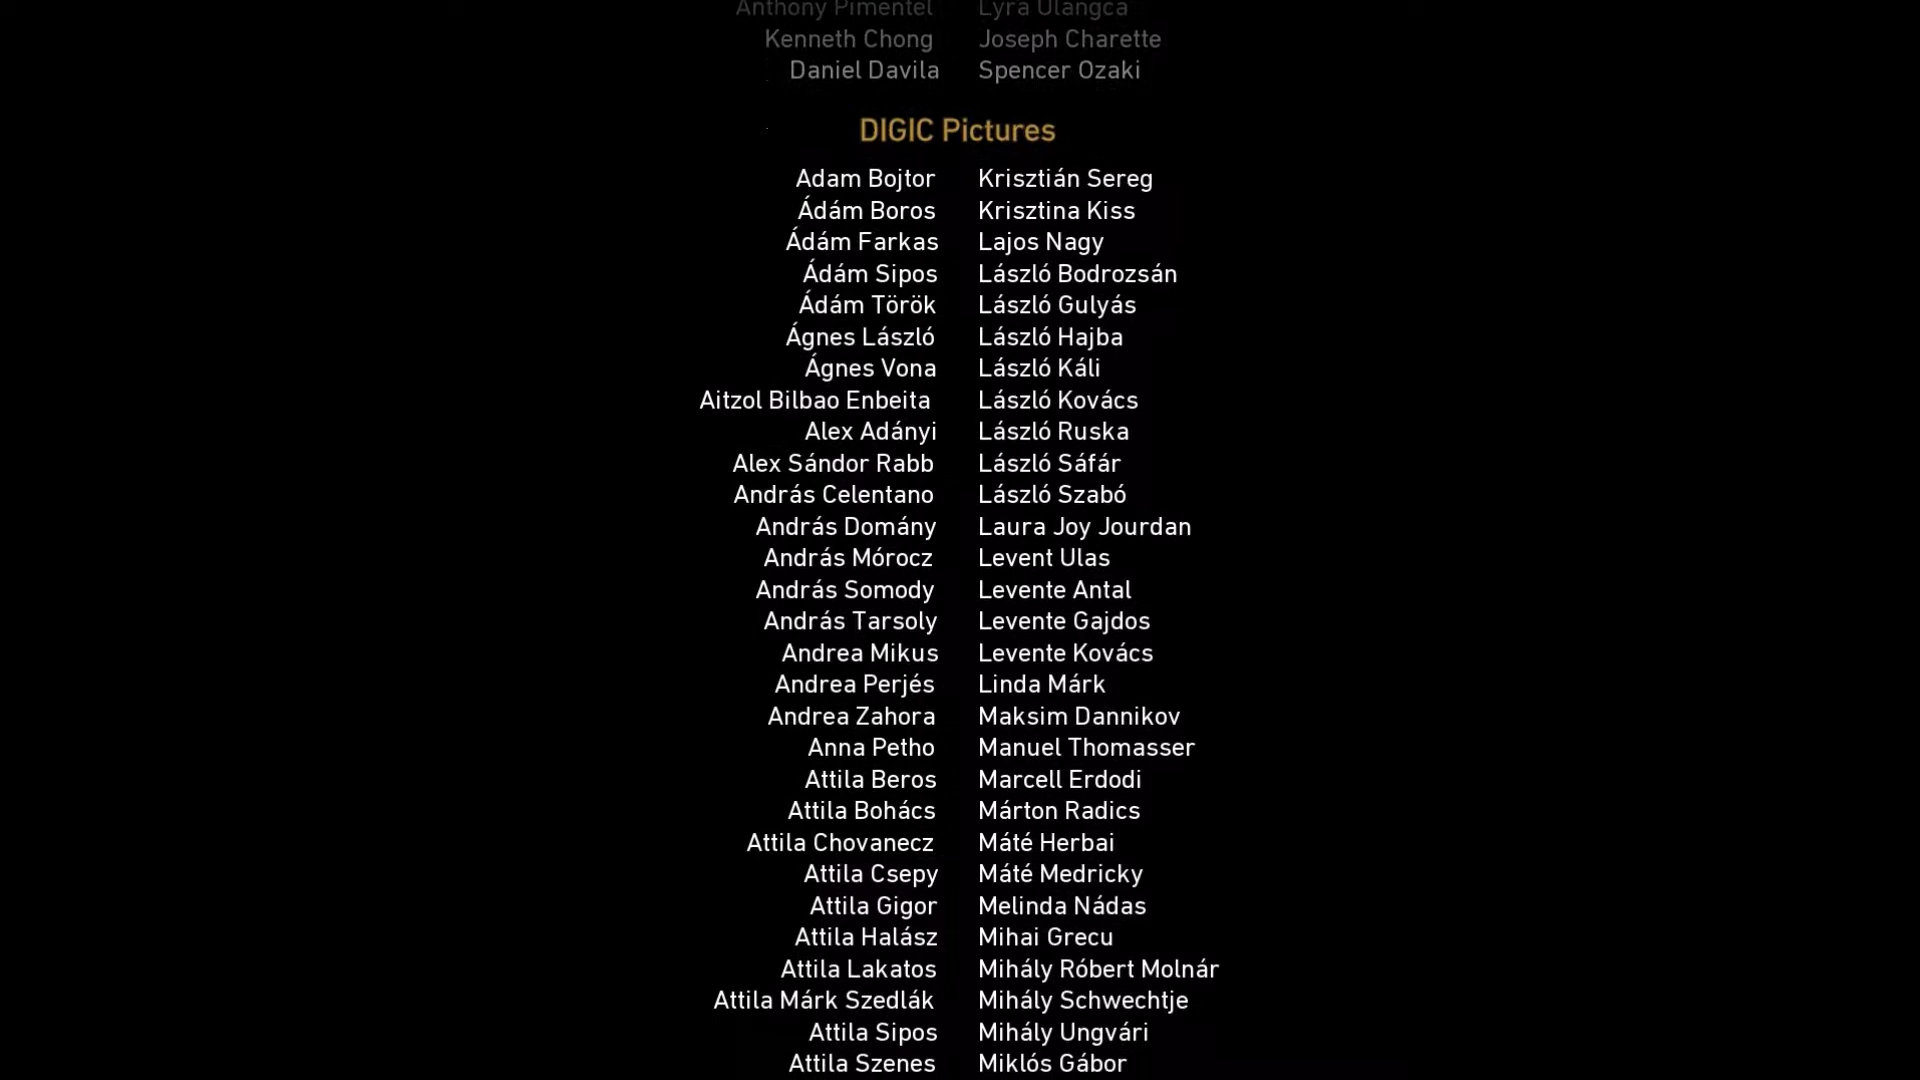 Anthony Pimentel Lyra Ulangca
Kenneth Chong Joseph Charette
Daniel Davila Spencer Ozaki
DIGIC Pictures
Adam Bojtor Krisztián Sereg
Ádám Boros Krisztina Kiss
Ádám Farkas Lajos Nagy
Ádám Sipos László Bodrozsán
Ádám Török László Gulyás
Ágnes László László Hajba
Ágnes Vona László Káli
Aitzol Bilbao Enbeita László Kovács
Alex Adányi László Ruska
Alex Sándor Rabb László Sáfár
András Celentano László Szabó
András Domány Laura Joy Jourdan
András Mórocz Levent Ulas
András Somody Levente Antal
András Tarsoly Levente Gajdos
Andrea Mikus Levente Kovács
Andrea Perjés Linda Márk
Andrea Zahora Maksim Dannikov
Anna Petho Manuel Thomasser
Attila Beros Marcell Erdodi
Attila Bohács Márton Radics
Attila Chovanecz Máté Herbai
Attila Csepy Máté Medricky
Attila Gigor Melinda Nádas
Attila Halász Mihai Grecu
Attila Lakatos Mihály Róbert Molnár
Attila Márk Szedlák Mihály Schwechtje
Attila Sipos Mihály Ungvári
Attila Szenes Miklós Gábor